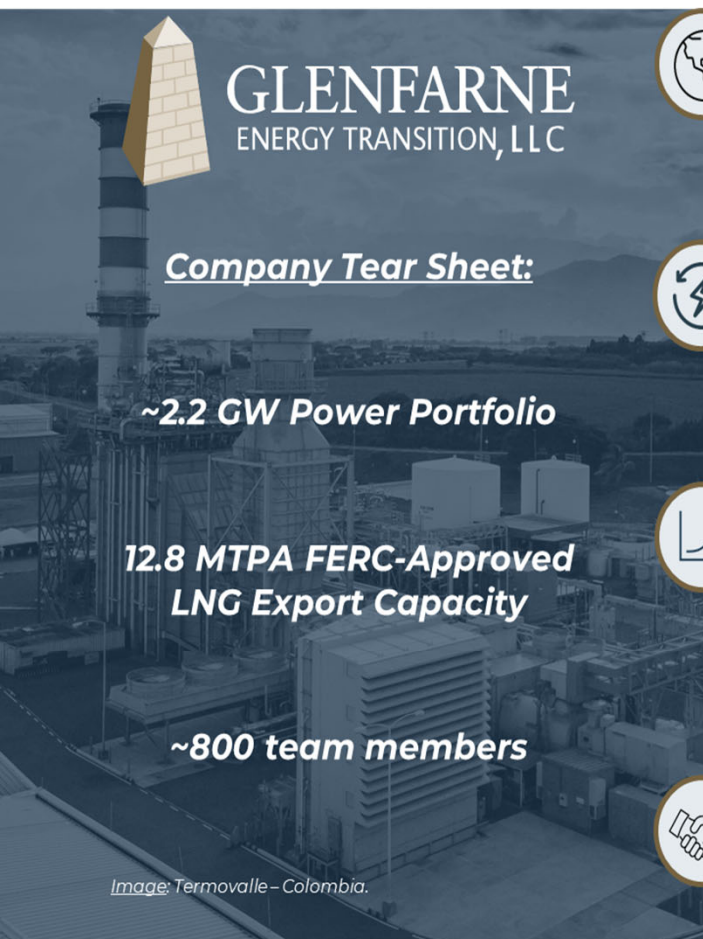 GLENFARNE
ENERGY TRANSITION, LLC
Company Tear Sheet:
~2.2 GW Power Portfolio
12.8 MTPA FERC-Approved
LNG Export Capacity
~800 team members
Image: Termovalle – Colombia.